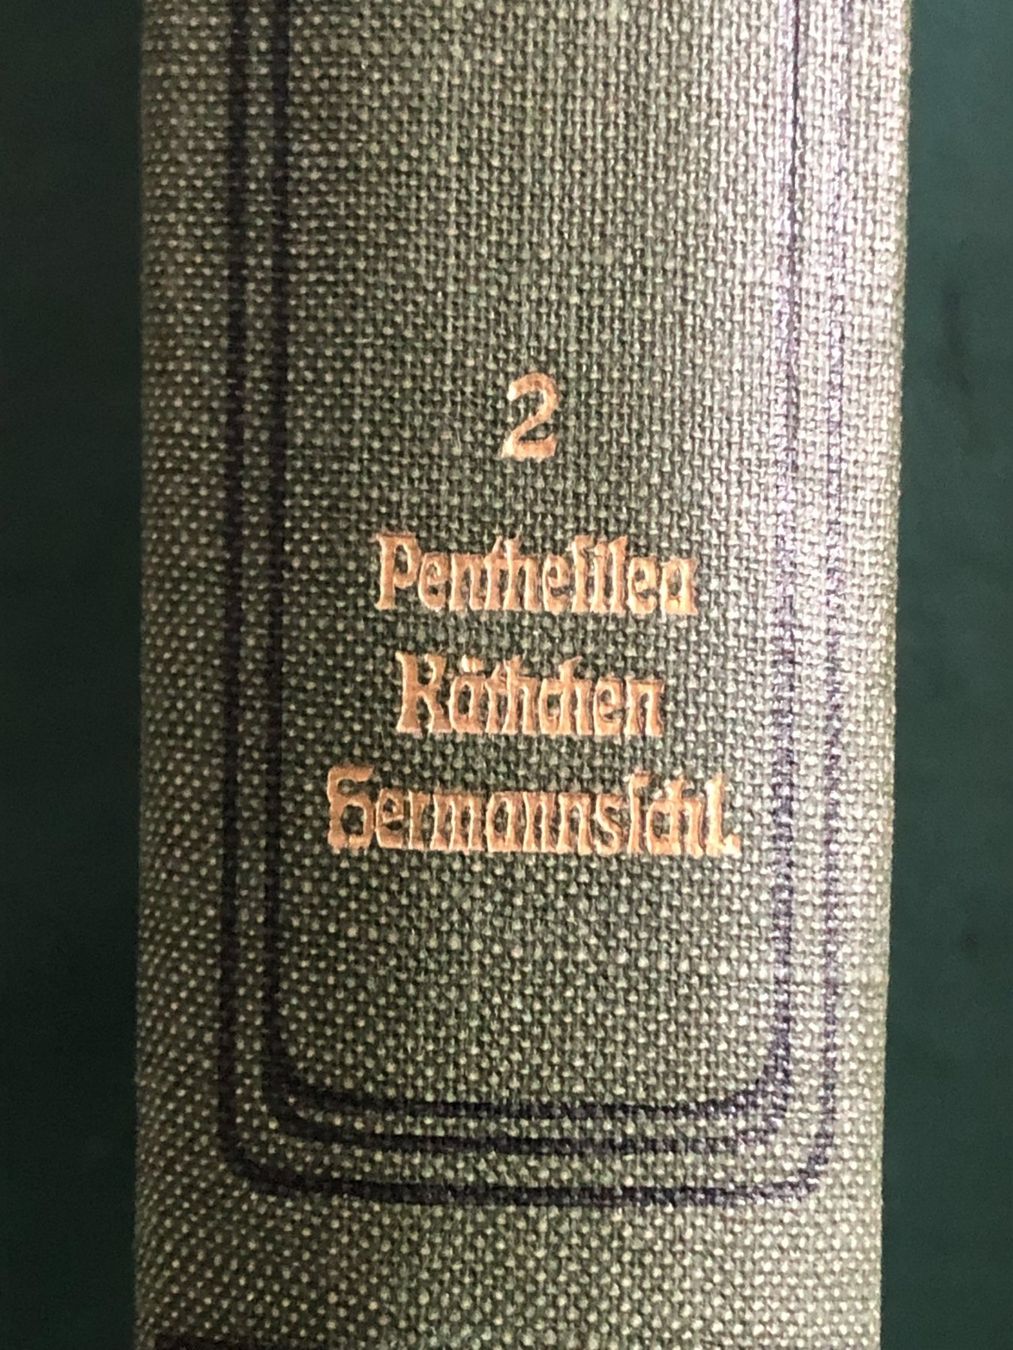 2
Pentheſilea
Käthchen
Hermannsſchl.